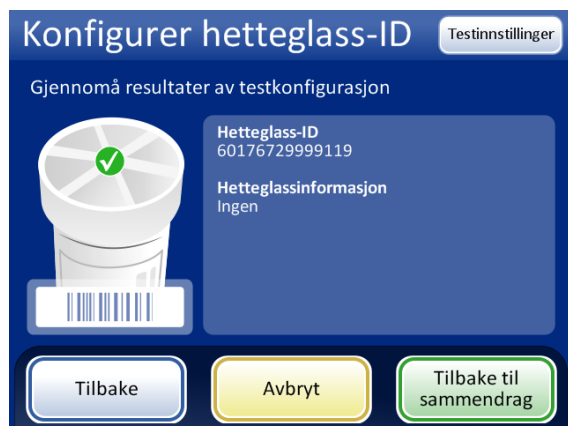 Konfigurer hetteglass-ID
Testinnstillinger
Gjennomå resultater av testkonfigurasjon
Hetteglass-ID
60176729999119
Hetteglassinformasjon
Ingen
Tilbake
Avbryt
Tilbake til
sammendrag